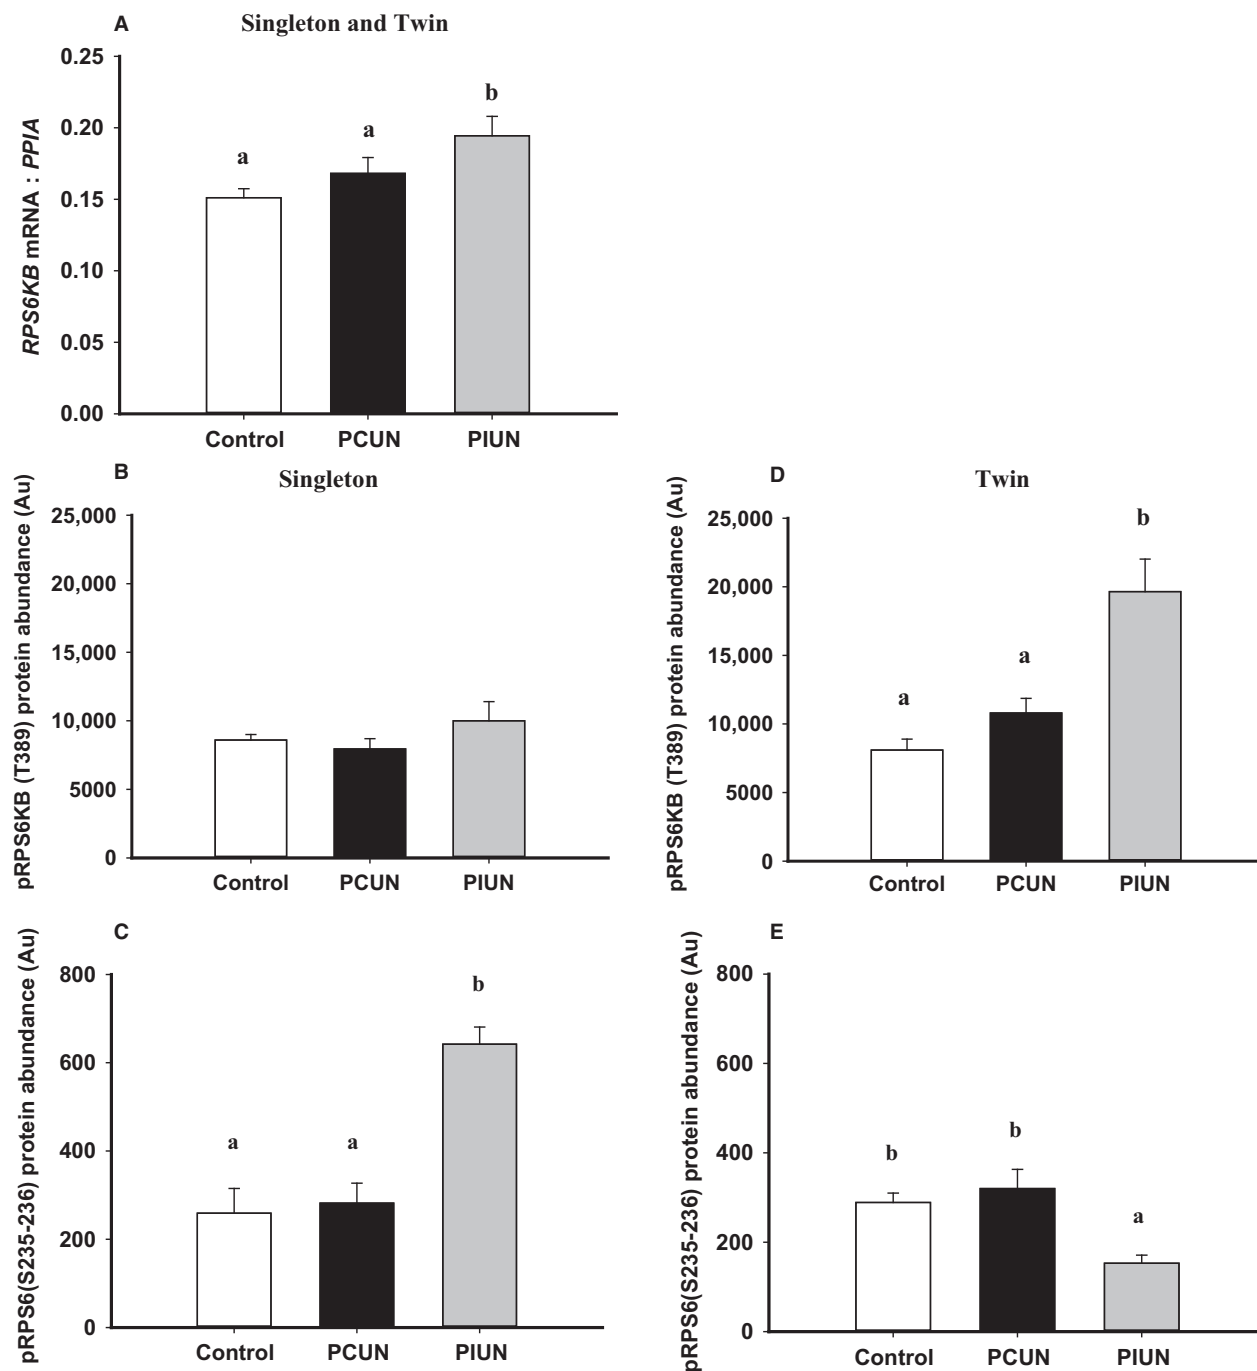 A
Singleton and Twin
RPS6KB mRNA : PPIA
0.25
0.20
0.15
0.10
0.05
0.00
a
a
b
Control PCUN PIUN
B
Singleton
pRPS6KB (T389) protein abundance (Au)
25,000
20,000
15,000
10,000
5000
0
Control PCUN PIUN
D
Twin
pRPS6KB (T389) protein abundance (Au)
25,000
20,000
15,000
10,000
5000
0
a
a
b
Control PCUN PIUN
C
pRPS6(S235-236) protein abundance (Au)
800
600
400
200
0
a
a
b
Control PCUN PIUN
E
pRPS6(S235-236) protein abundance (Au)
800
600
400
200
0
b
b
a
Control PCUN PIUN